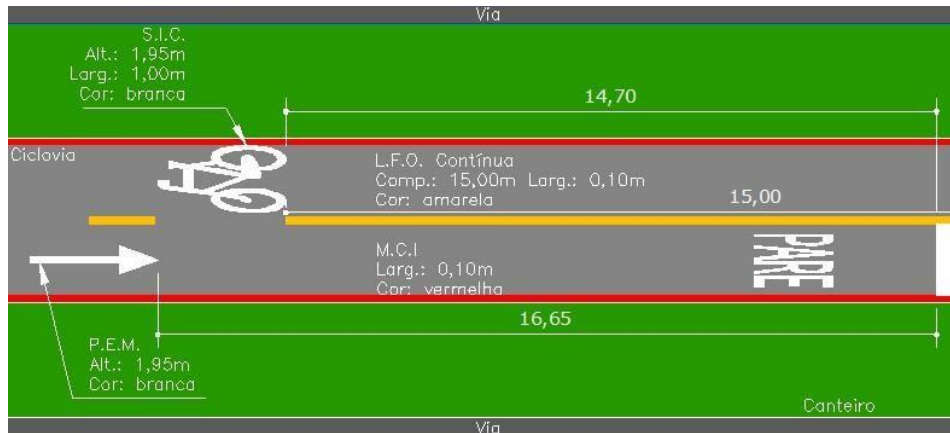 Via
S.I.C.
Alt.: 1,95m
Larg.: 1,00m
Cor: branca
14,70
Ciclovia
L.F.O. Contínua
Comp.: 15,00m Larg.: 0,10m
Cor: amarela
15,00
M.C.I
Larg.: 0,10m
Cor: vermelha
PARE
16,65
P.E.M.
Alt.: 1,95m
Cor: branca
Canteiro
Via